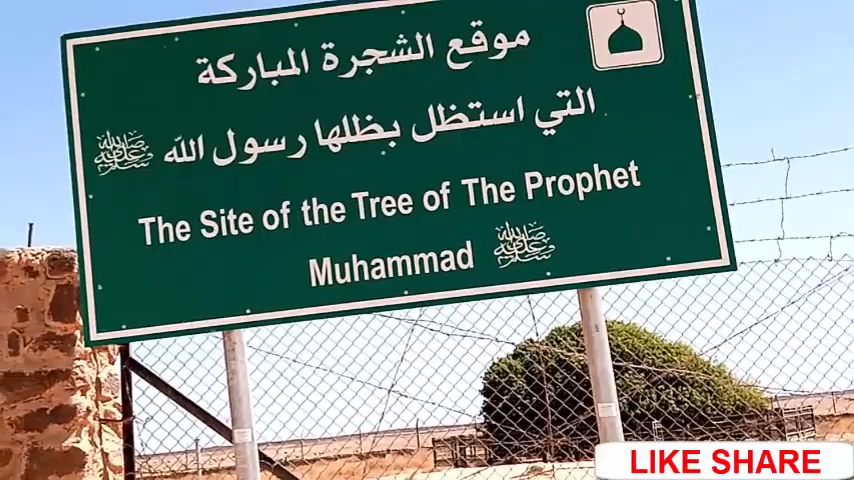 موقع الشجرة المباركة
التي استظل بظلها رسول الله ﷺ
The Site of the Tree of The Prophet
Muhammad ﷺ
LIKE SHARE